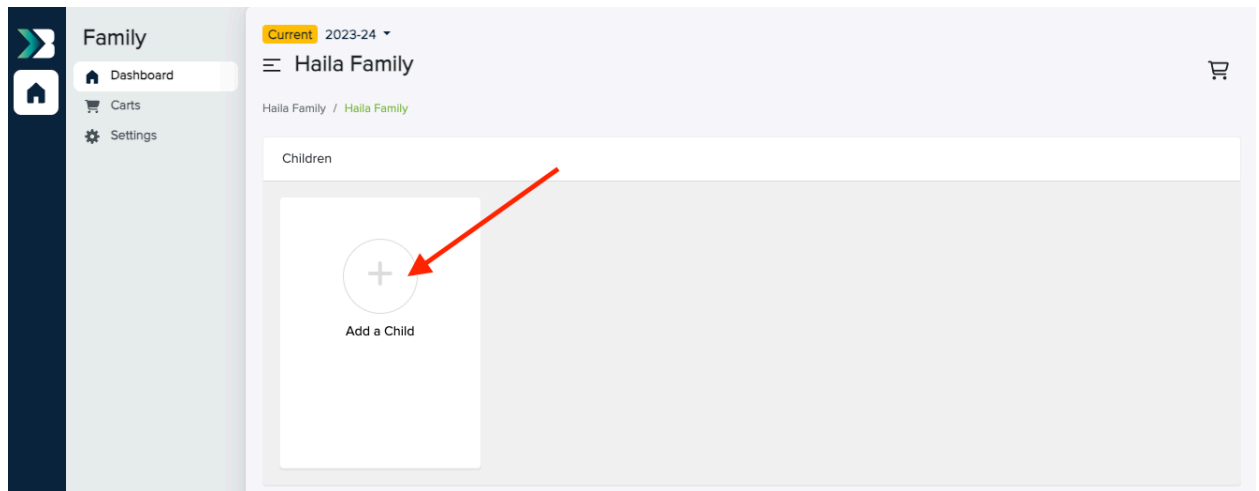 Family
Dashboard
Carts
Settings
Current 2023-24
Haila Family
Haila Family / Haila Family
Children
Add a Child